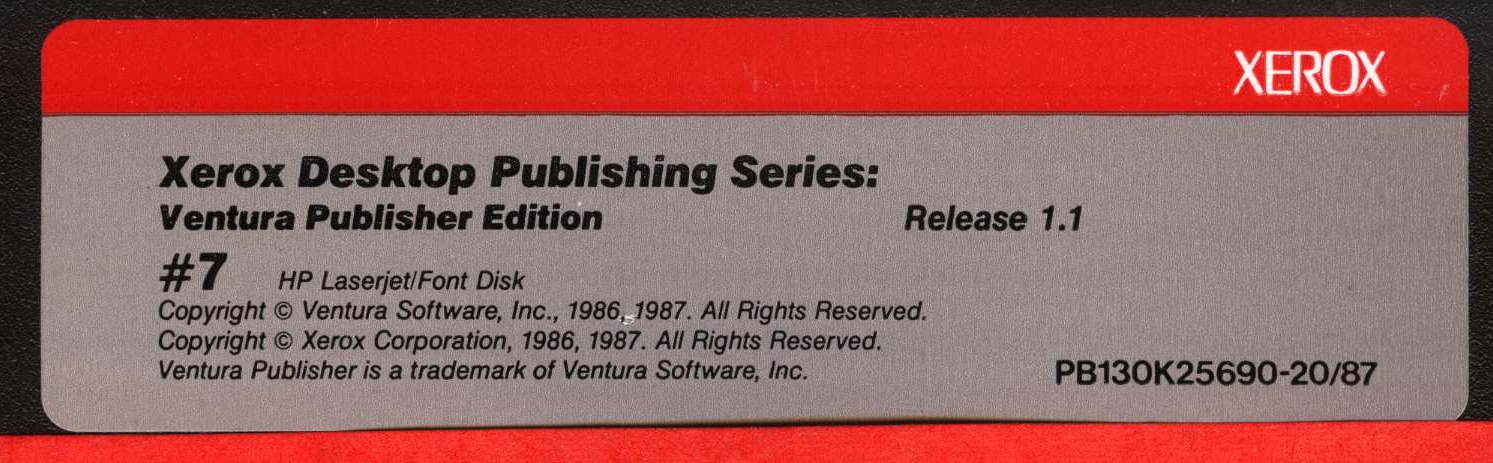 XEROX
Xerox Desktop Publishing Series:
Ventura Publisher Edition Release 1.1
#7 HP Laserjet/Font Disk
Copyright © Ventura Software, Inc., 1986, 1987. All Rights Reserved.
Copyright © Xerox Corporation, 1986, 1987. All Rights Reserved.
Ventura Publisher is a trademark of Ventura Software, Inc. PB130K25690-20/87